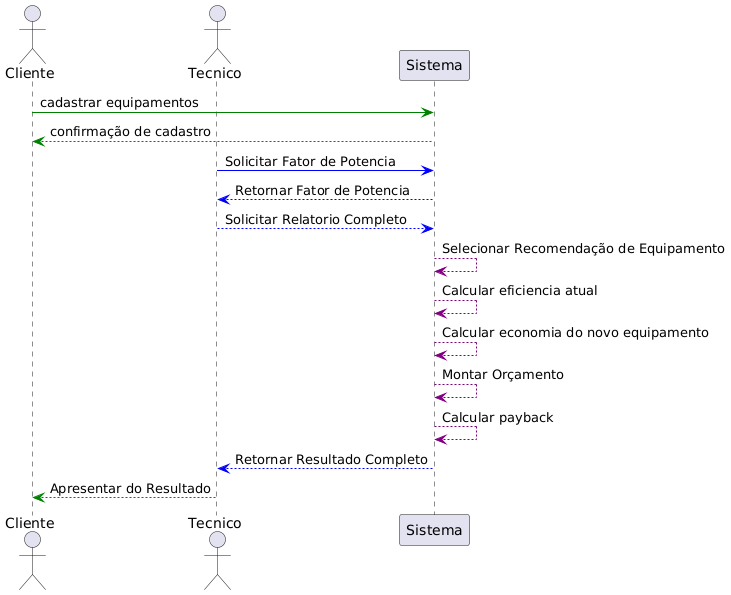 Cliente
Tecnico
Sistema
cadastrar equipamentos
confirmação de cadastro
Solicitar Fator de Potencia
Retornar Fator de Potencia
Solicitar Relatorio Completo
Selecionar Recomendação de Equipamento
Calcular eficiencia atual
Calcular economia do novo equipamento
Montar Orçamento
Calcular payback
Retornar Resultado Completo
Apresentar do Resultado
Cliente
Tecnico
Sistema